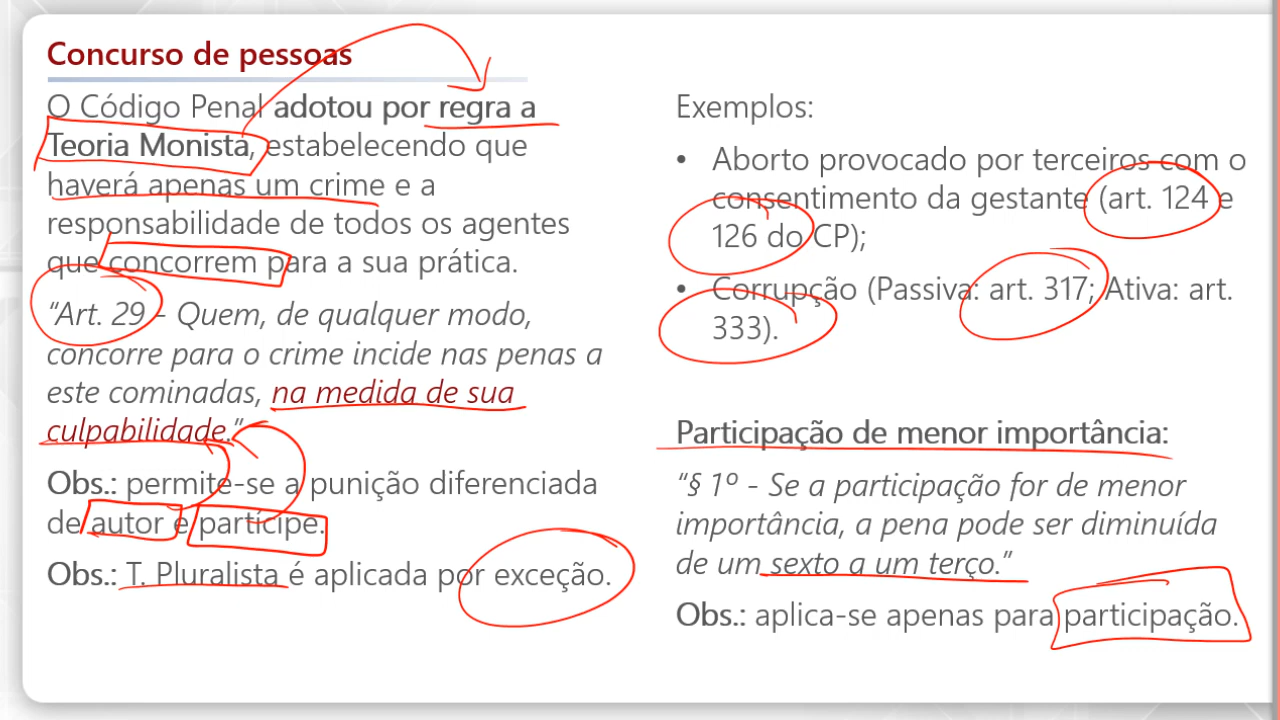 Concurso de pessoas
O Código Penal adotou por regra a
Teoria Monista, estabelecendo que
haverá apenas um crime e a
responsabilidade de todos os agentes
que concorrem para a sua prática.
“Art. 29 - Quem, de qualquer modo,
concorre para o crime incide nas penas a
este cominadas, na medida de sua
culpabilidade.”
Obs.: permite-se a punição diferenciada
de autor e partícipe.
Obs.: T. Pluralista é aplicada por exceção.
Exemplos:
• Aborto provocado por terceiros com o
consentimento da gestante (art. 124 e
126 do CP);
• Corrupção (Passiva: art. 317; Ativa: art.
333).
Participação de menor importância:
“§ 1º - Se a participação for de menor
importância, a pena pode ser diminuída
de um sexto a um terço.”
Obs.: aplica-se apenas para participação.